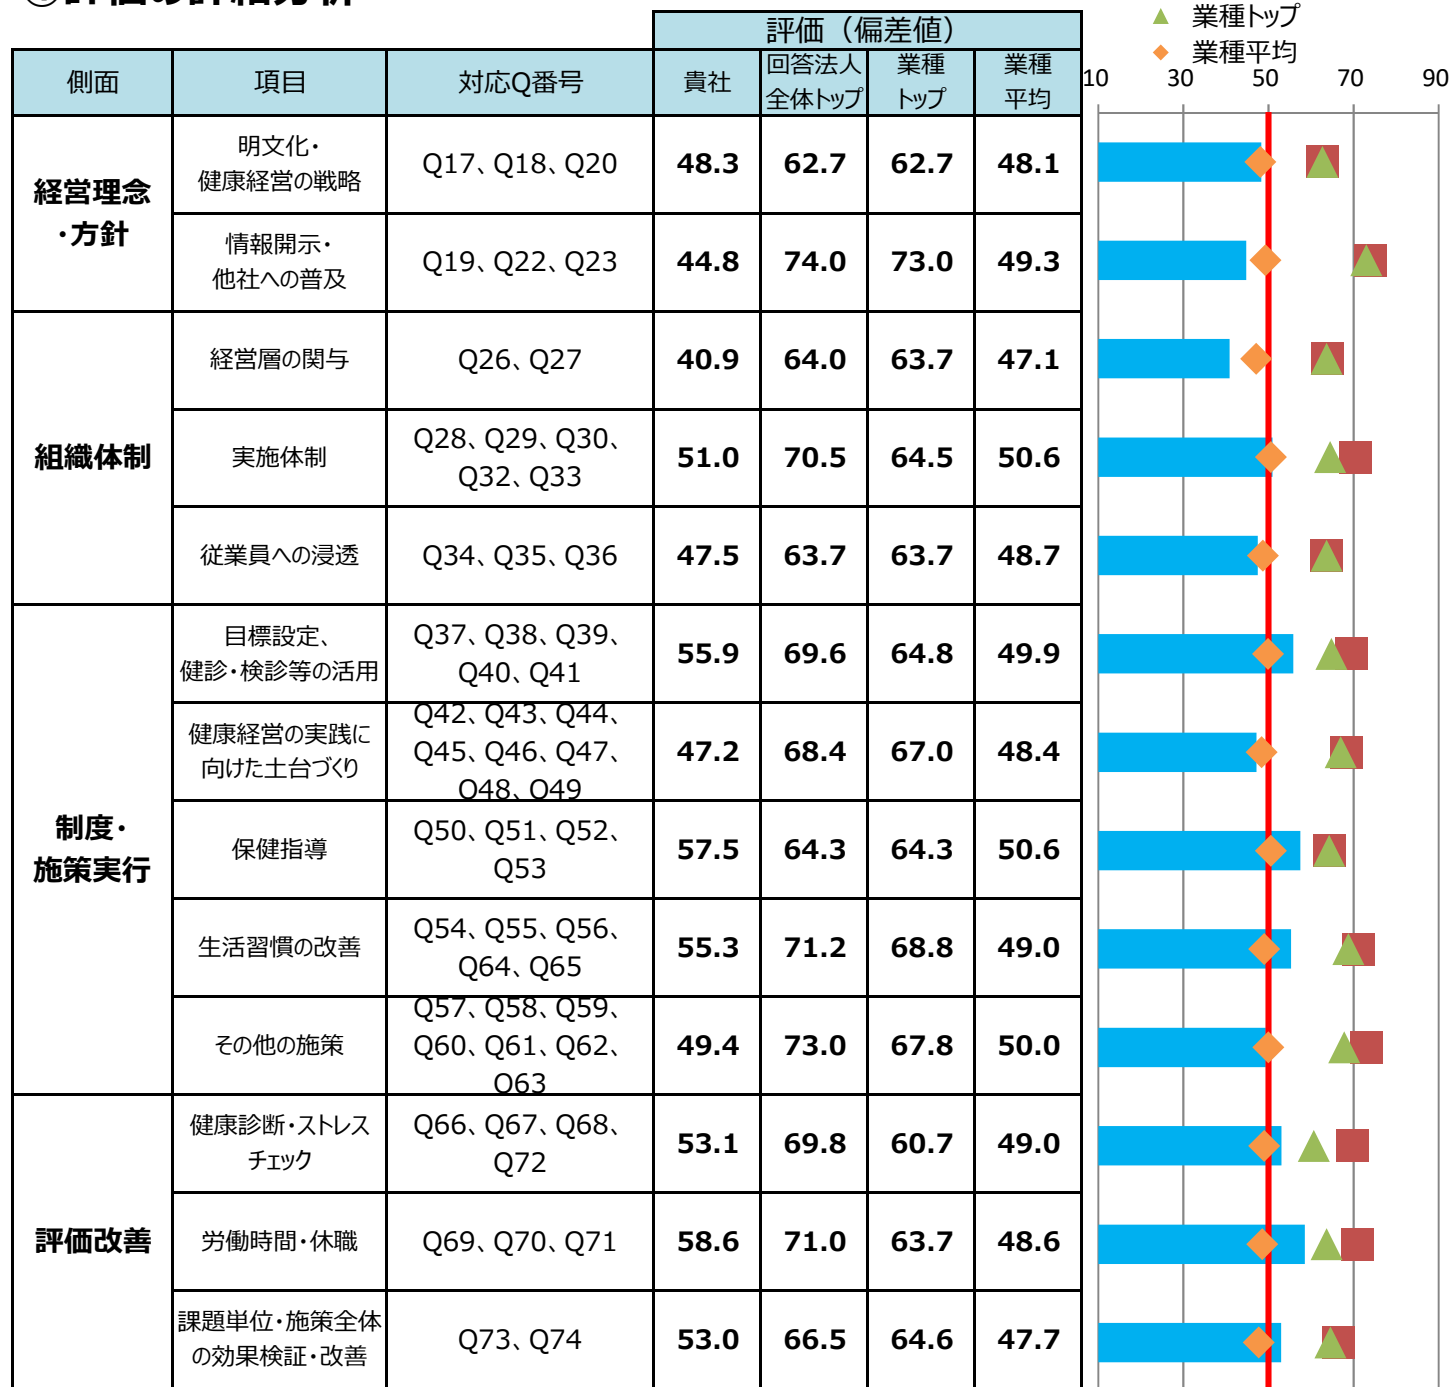 ①評価の詳細分析
▲ 業種トップ
◆ 業種平均
評価（偏差値）
側面 項目 対応Q番号 貴社 回答法人 業種 業種
全体トップ トップ 平均
10 30 50 70 90
経営理念
・方針
明文化・
健康経営の戦略
Q17、Q18、Q20 48.3 62.7 62.7 48.1
情報開示・
他社への普及
Q19、Q22、Q23 44.8 74.0 73.0 49.3
組織体制
経営層の関与 Q26、Q27 40.9 64.0 63.7 47.1
実施体制
Q28、Q29、Q30、
Q32、Q33
51.0 70.5 64.5 50.6
従業員への浸透 Q34、Q35、Q36 47.5 63.7 63.7 48.7
制度・
施策実行
目標設定、
健診・検診等の活用
Q37、Q38、Q39、
Q40、Q41
55.9 69.6 64.8 49.9
健康経営の実践に
向けた土台づくり
Q42、Q43、Q44、
Q45、Q46、Q47、
Q48、Q49
47.2 68.4 67.0 48.4
保健指導
Q50、Q51、Q52、
Q53
57.5 64.3 64.3 50.6
生活習慣の改善
Q54、Q55、Q56、
Q64、Q65
55.3 71.2 68.8 49.0
その他の施策
Q57、Q58、Q59、
Q60、Q61、Q62、
Q63
49.4 73.0 67.8 50.0
評価改善
健康診断・ストレス
チェック
Q66、Q67、Q68、
Q72
53.1 69.8 60.7 49.0
労働時間・休職 Q69、Q70、Q71 58.6 71.0 63.7 48.6
課題単位・施策全体
の効果検証・改善
Q73、Q74 53.0 66.5 64.6 47.7